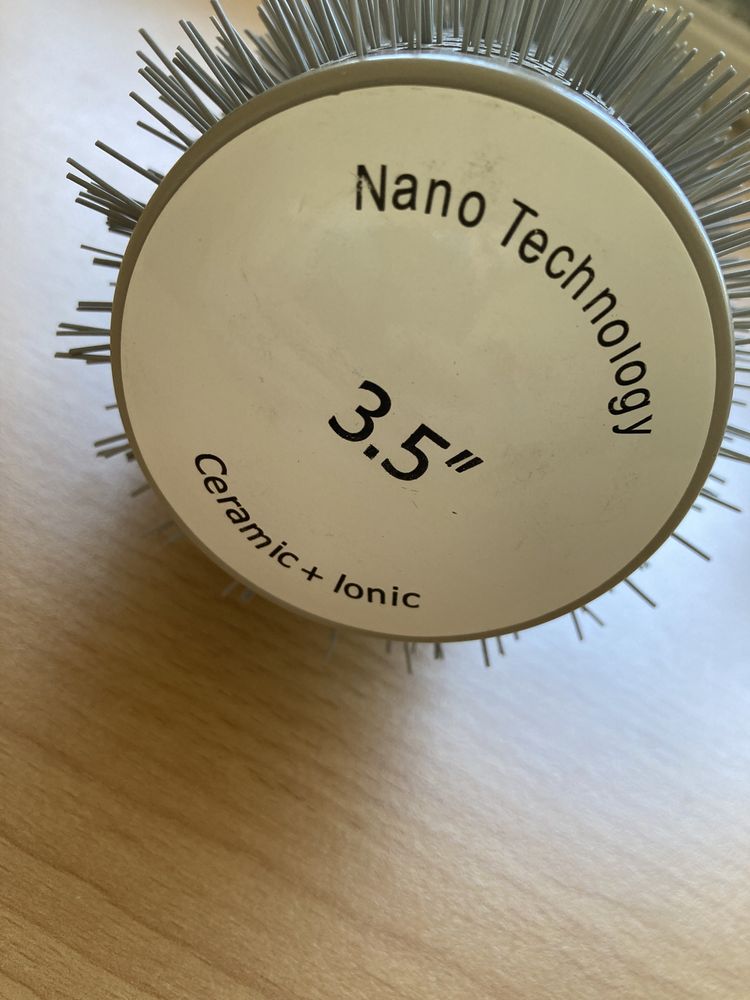 Nano Technology
3.5"
Ceramic + Ionic